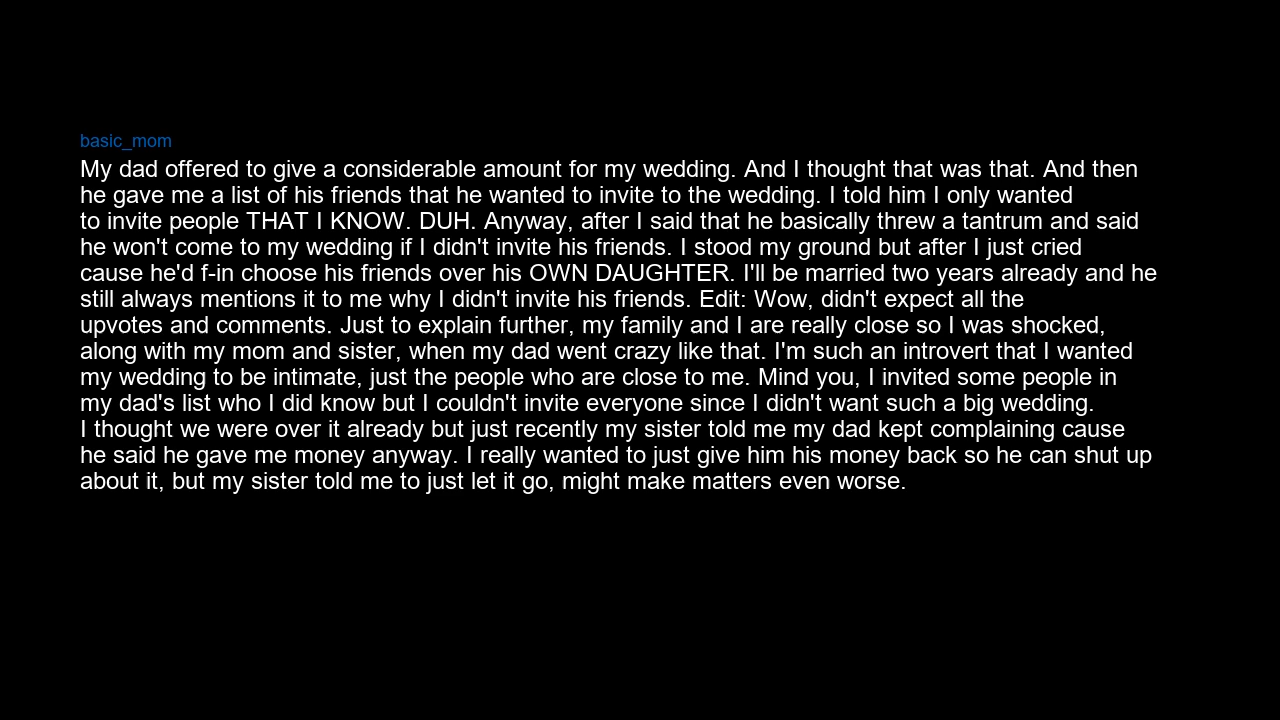 basic_mom
My dad offered to give a considerable amount for my wedding. And I thought that was that. And then
he gave me a list of his friends that he wanted to invite to the wedding. I told him I only wanted
to invite people THAT I KNOW. DUH. Anyway, after I said that he basically threw a tantrum and said
he won't come to my wedding if I didn't invite his friends. I stood my ground but after I just cried
cause he'd f-in choose his friends over his OWN DAUGHTER. I'll be married two years already and he
still always mentions it to me why I didn't invite his friends. Edit: Wow, didn't expect all the
upvotes and comments. Just to explain further, my family and I are really close so I was shocked,
along with my mom and sister, when my dad went crazy like that. I'm such an introvert that I wanted
my wedding to be intimate, just the people who are close to me. Mind you, I invited some people in
my dad's list who I did know but I couldn't invite everyone since I didn't want such a big wedding.
I thought we were over it already but just recently my sister told me my dad kept complaining cause
he said he gave me money anyway. I really wanted to just give him his money back so he can shut up
about it, but my sister told me to just let it go, might make matters even worse.